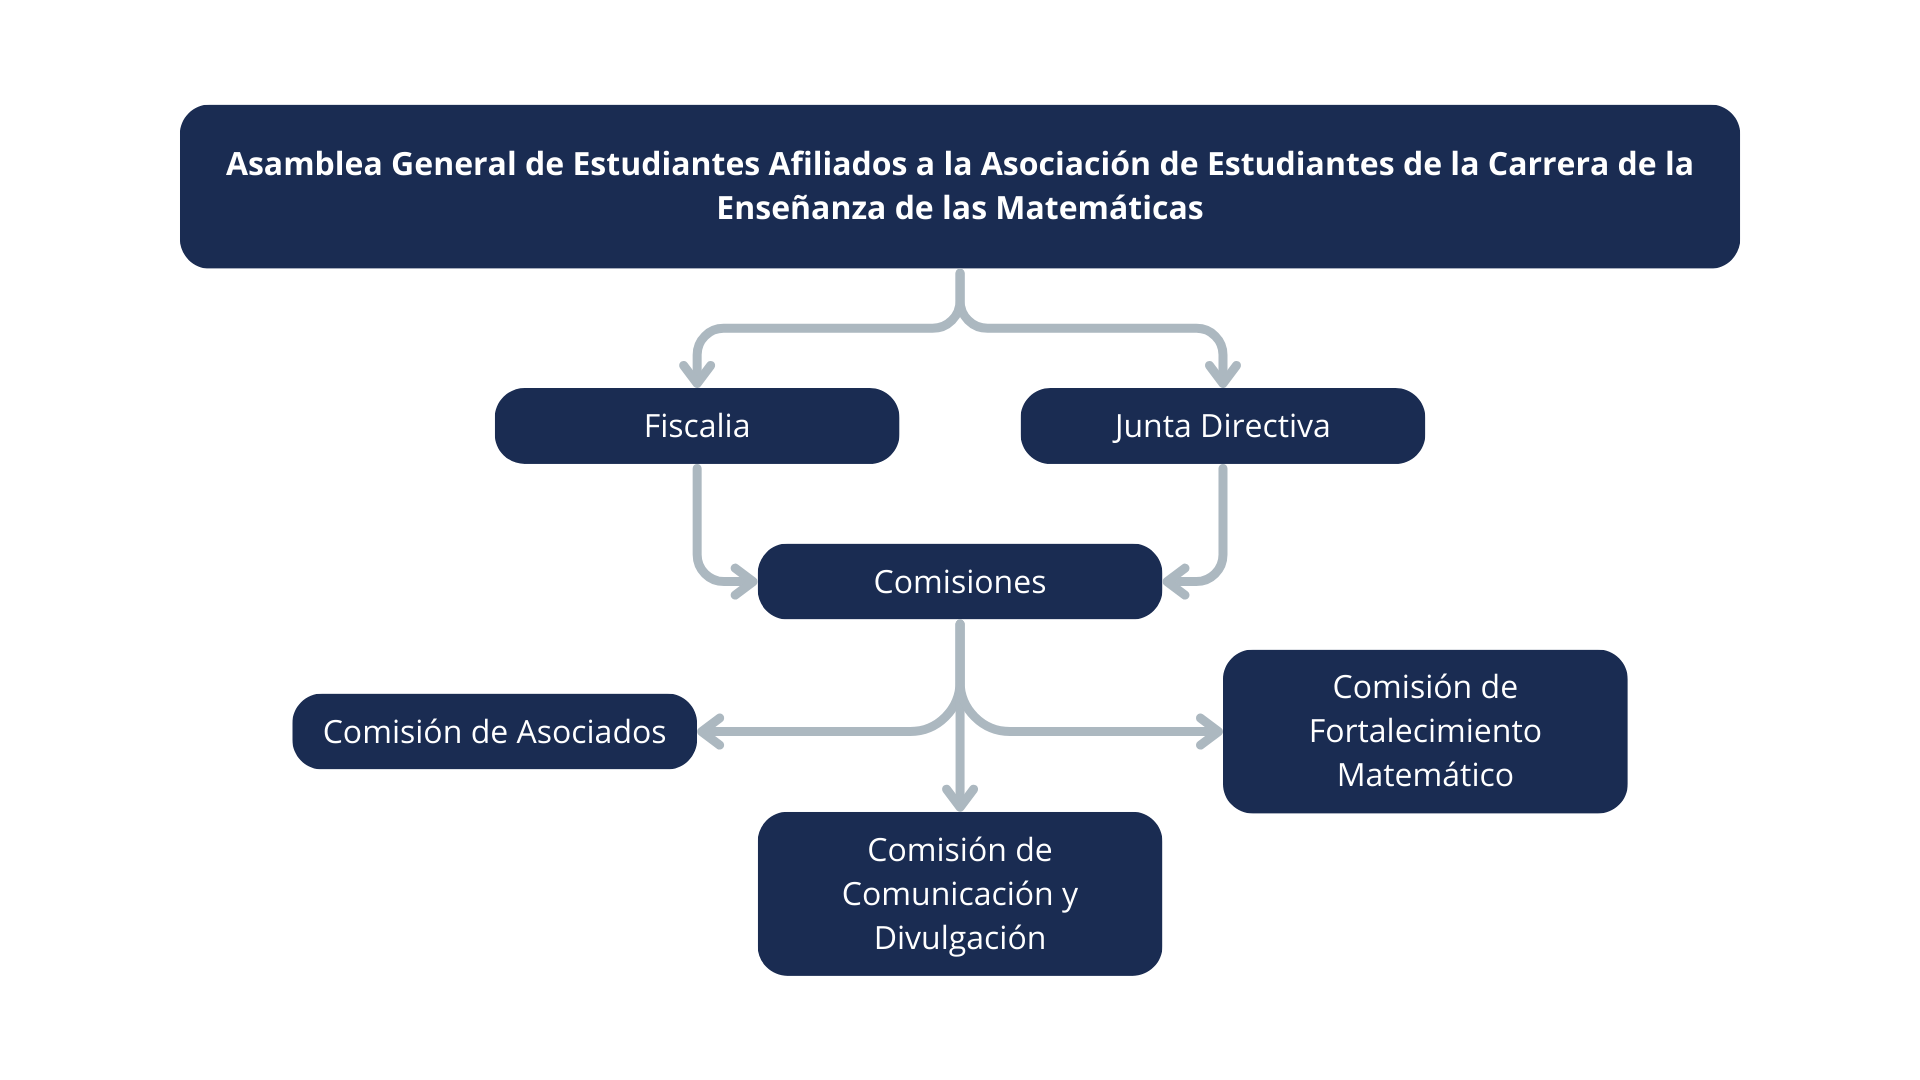 Asamblea General de Estudiantes Afiliados a la Asociación de Estudiantes de la Carrera de la
Enseñanza de las Matemáticas
Fiscalia
Junta Directiva
Comisiones
Comisión de Asociados
Comisión de
Fortalecimiento
Matemático
Comisión de
Comunicación y
Divulgación